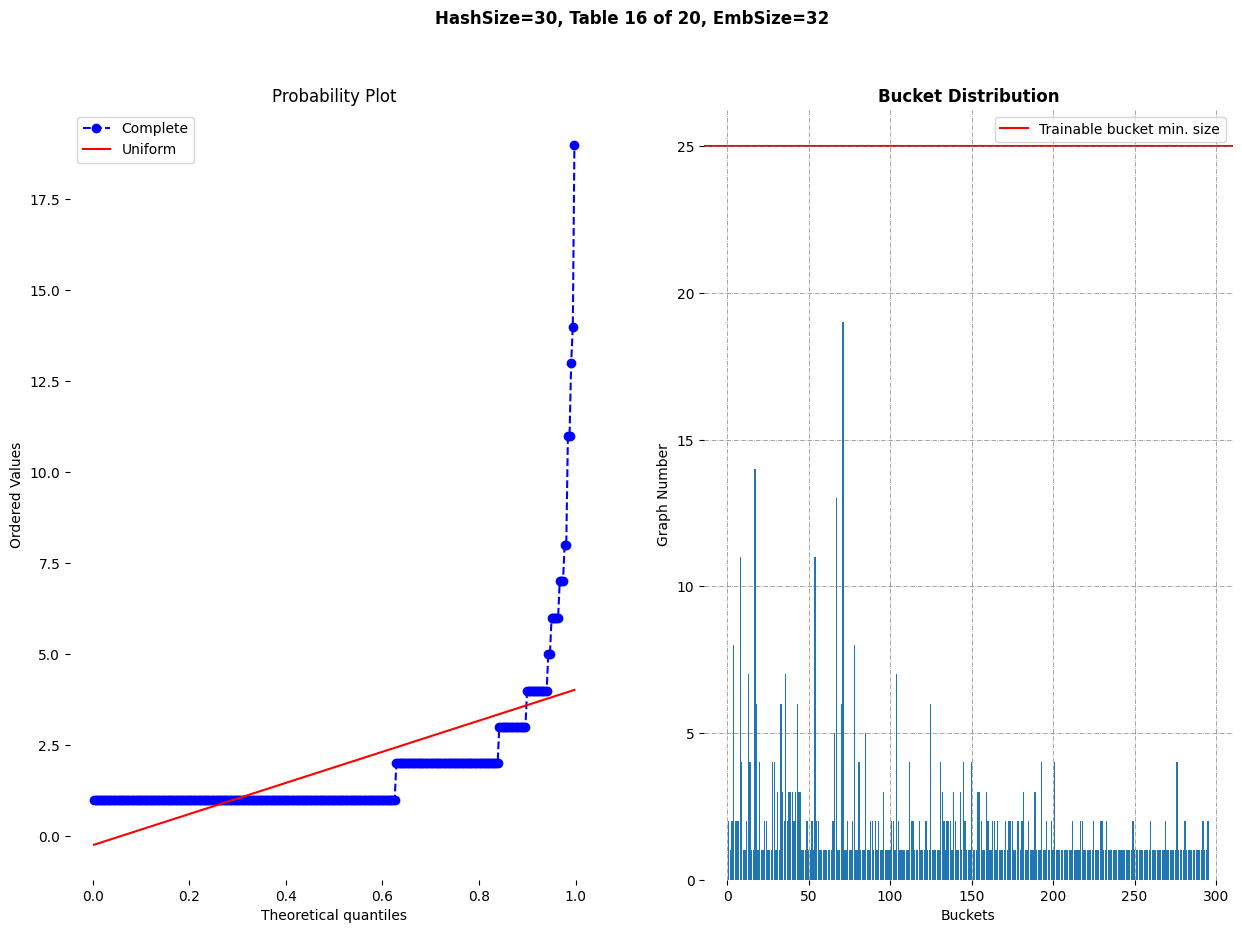 HashSize=30, Table 16 of 20, EmbSize=32
Probability Plot
Complete
Uniform
17.5
15.0
12.5
10.0
7.5
5.0
2.5
0.0
Ordered Values
0.0 0.2 0.4 0.6 0.8 1.0
Theoretical quantiles
Bucket Distribution
Trainable bucket min. size
25
20
15
10
5
0
Graph Number
0 50 100 150 200 250 300
Buckets